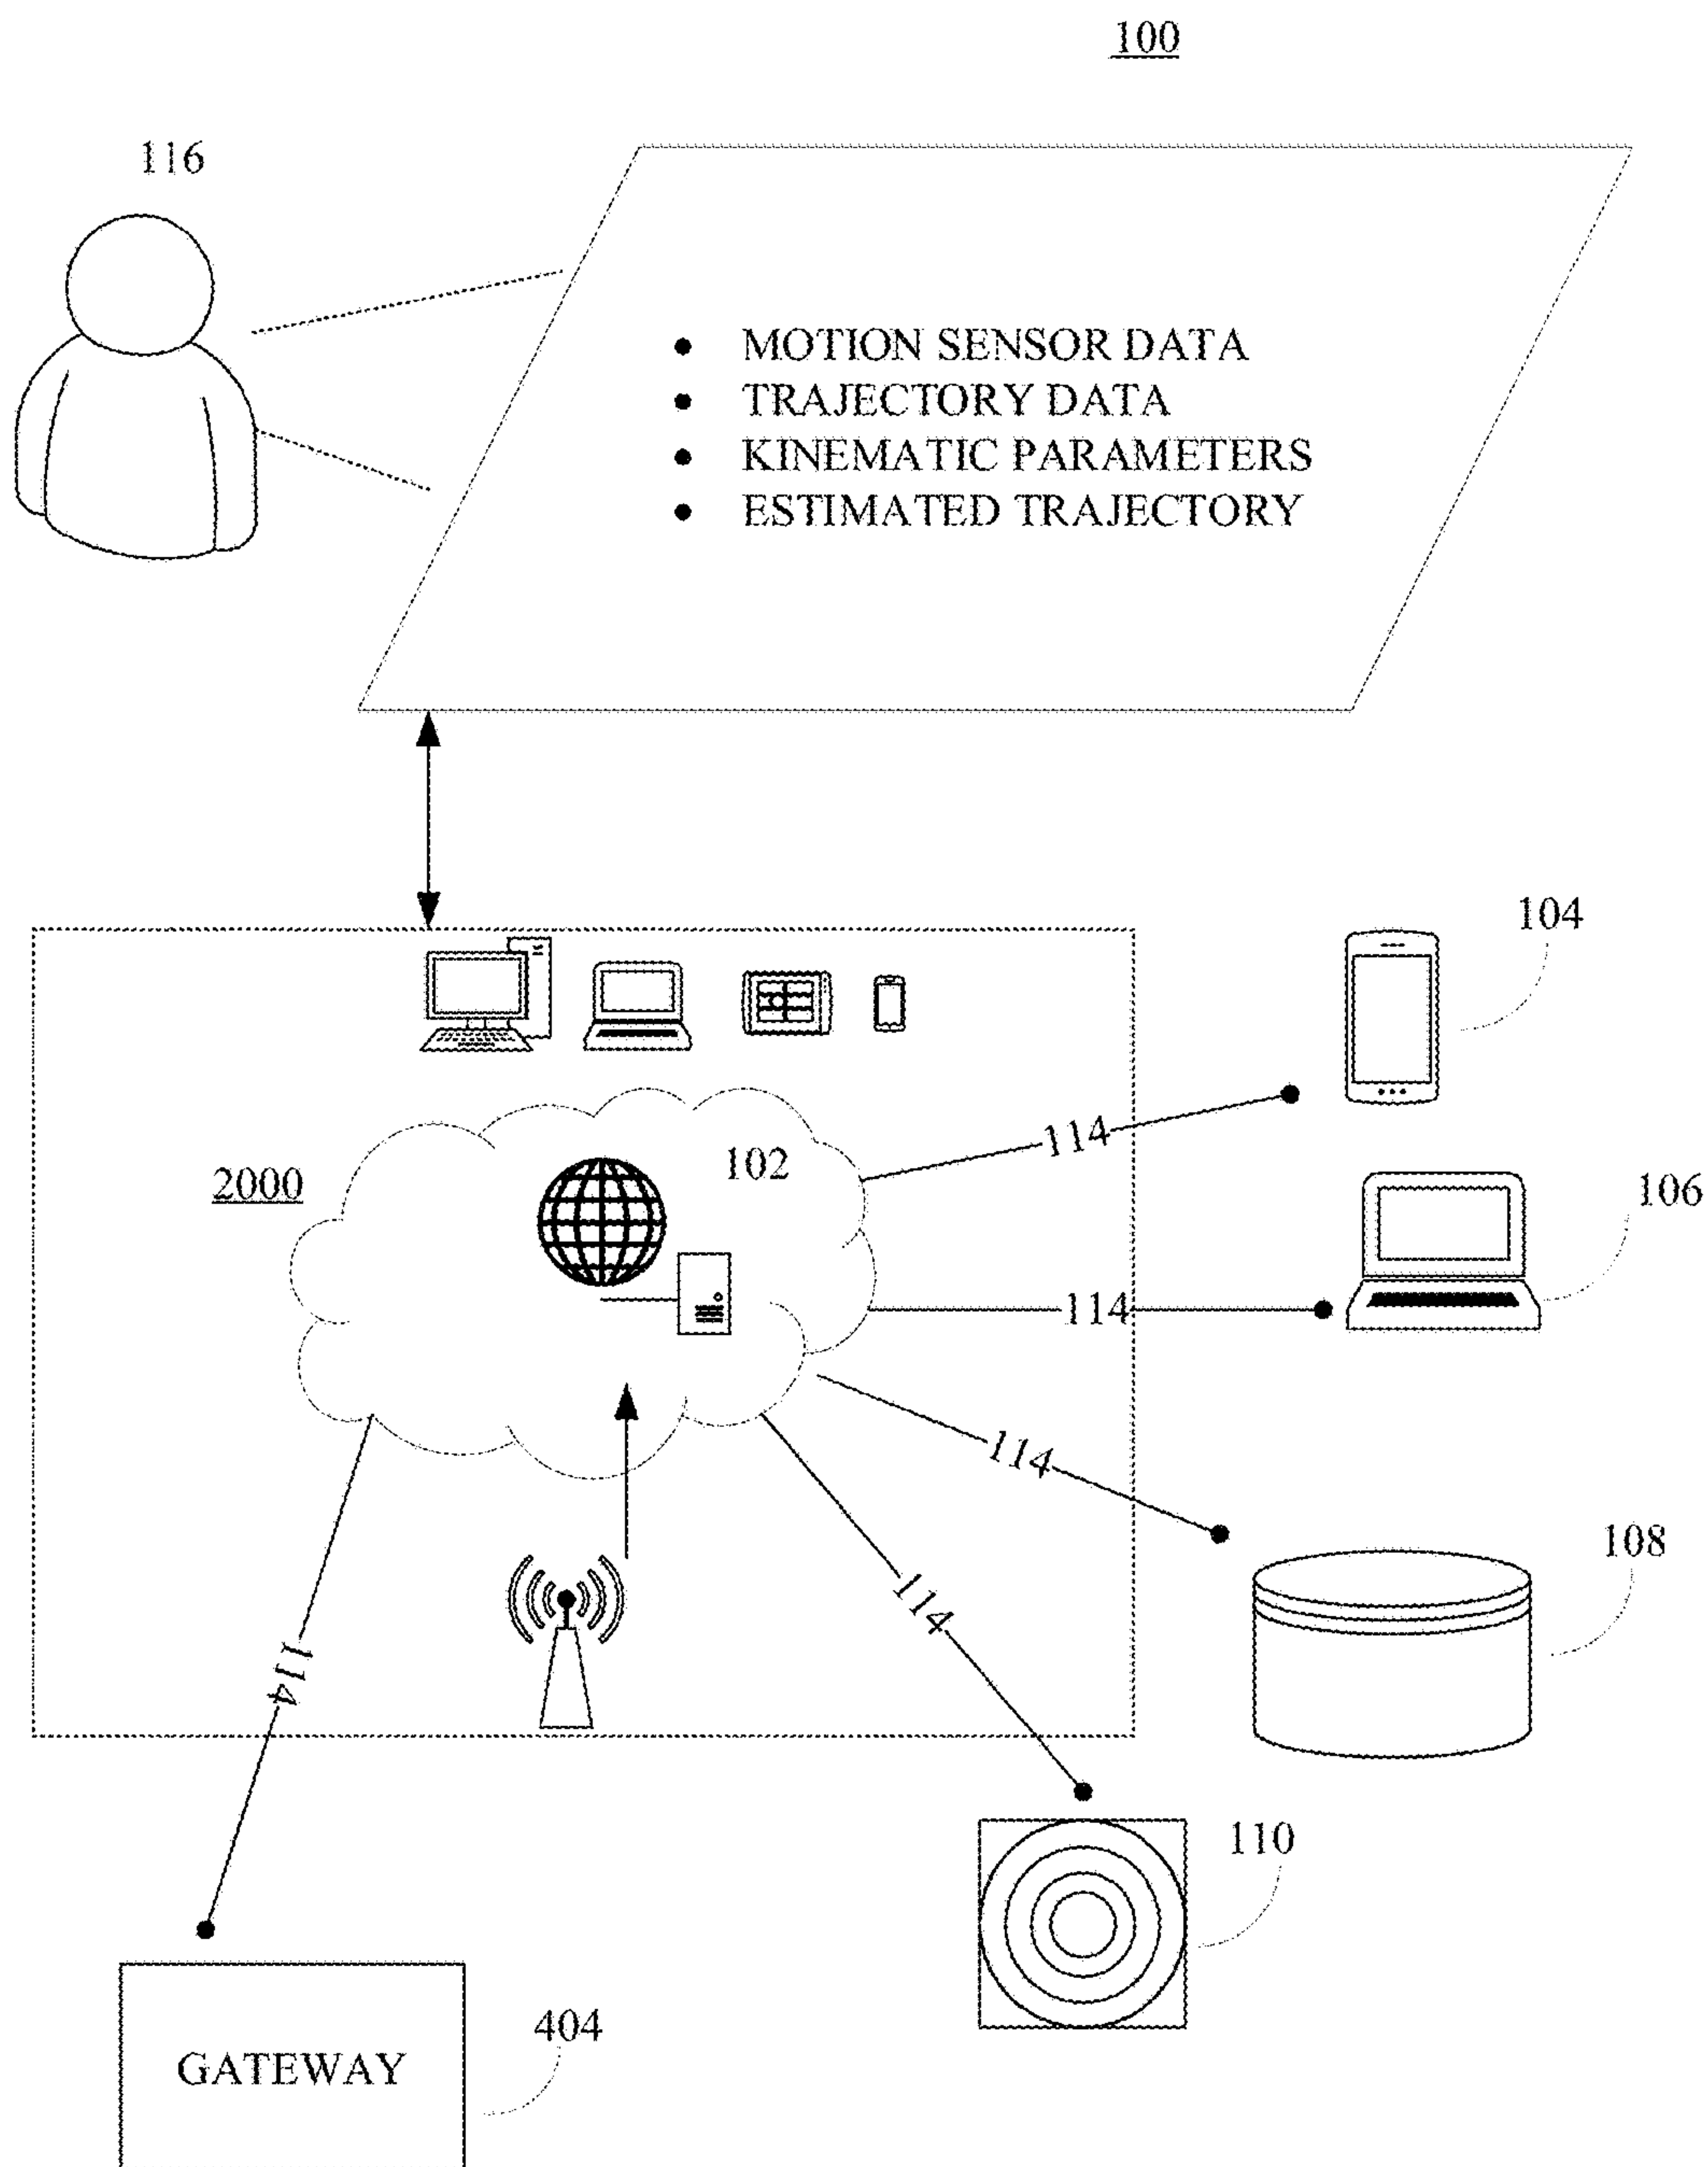 100
116
• MOTION SENSOR DATA
• TRAJECTORY DATA
• KINEMATIC PARAMETERS
• ESTIMATED TRAJECTORY
104
114
102
2000
106
114
114
108
114
114
110
404
GATEWAY